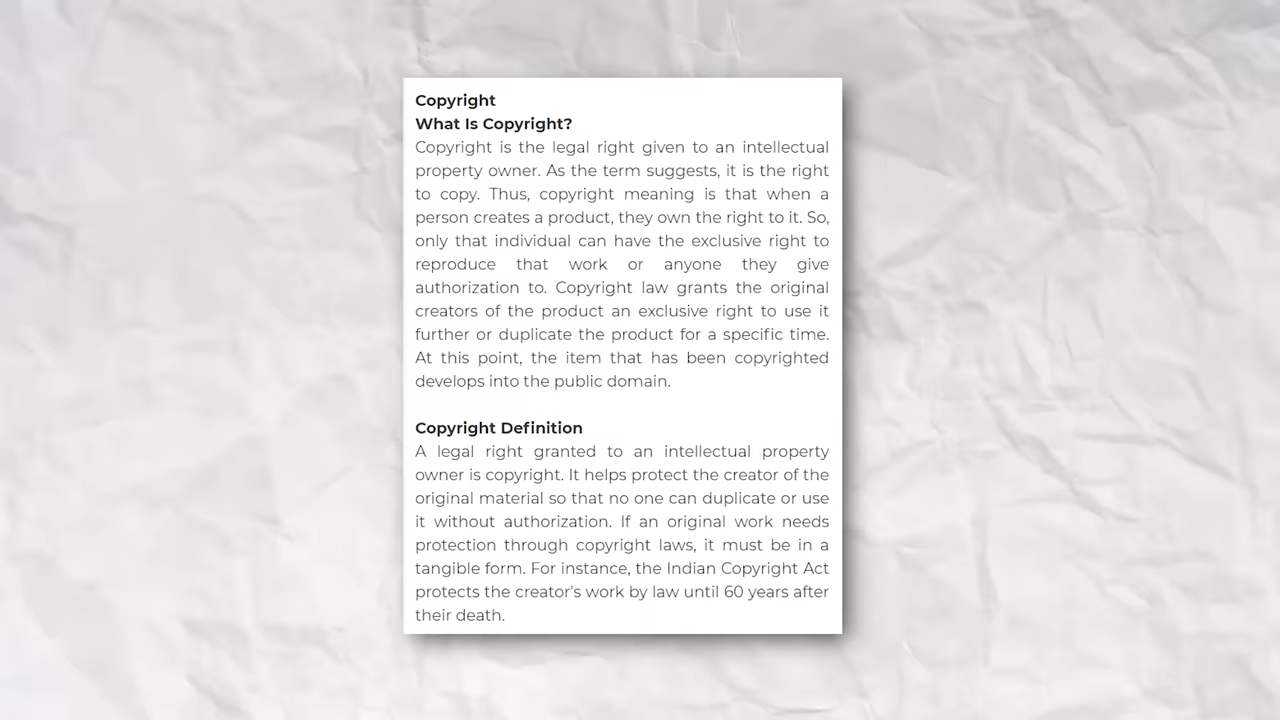 Copyright
What Is Copyright?
Copyright is the legal right given to an intellectual
property owner. As the term suggests, it is the right
to copy. Thus, copyright meaning is that when a
person creates a product, they own the right to it. So,
only that individual can have the exclusive right to
reproduce that work or anyone they give
authorization to. Copyright law grants the original
creators of the product an exclusive right to use it
further or duplicate the product for a specific time.
At this point, the item that has been copyrighted
develops into the public domain.
Copyright Definition
A legal right granted to an intellectual property
owner is copyright. It helps protect the creator of the
original material so that no one can duplicate or use
it without authorization. If an original work needs
protection through copyright laws, it must be in a
tangible form. For instance, the Indian Copyright Act
protects the creator's work by law until 60 years after
their death.